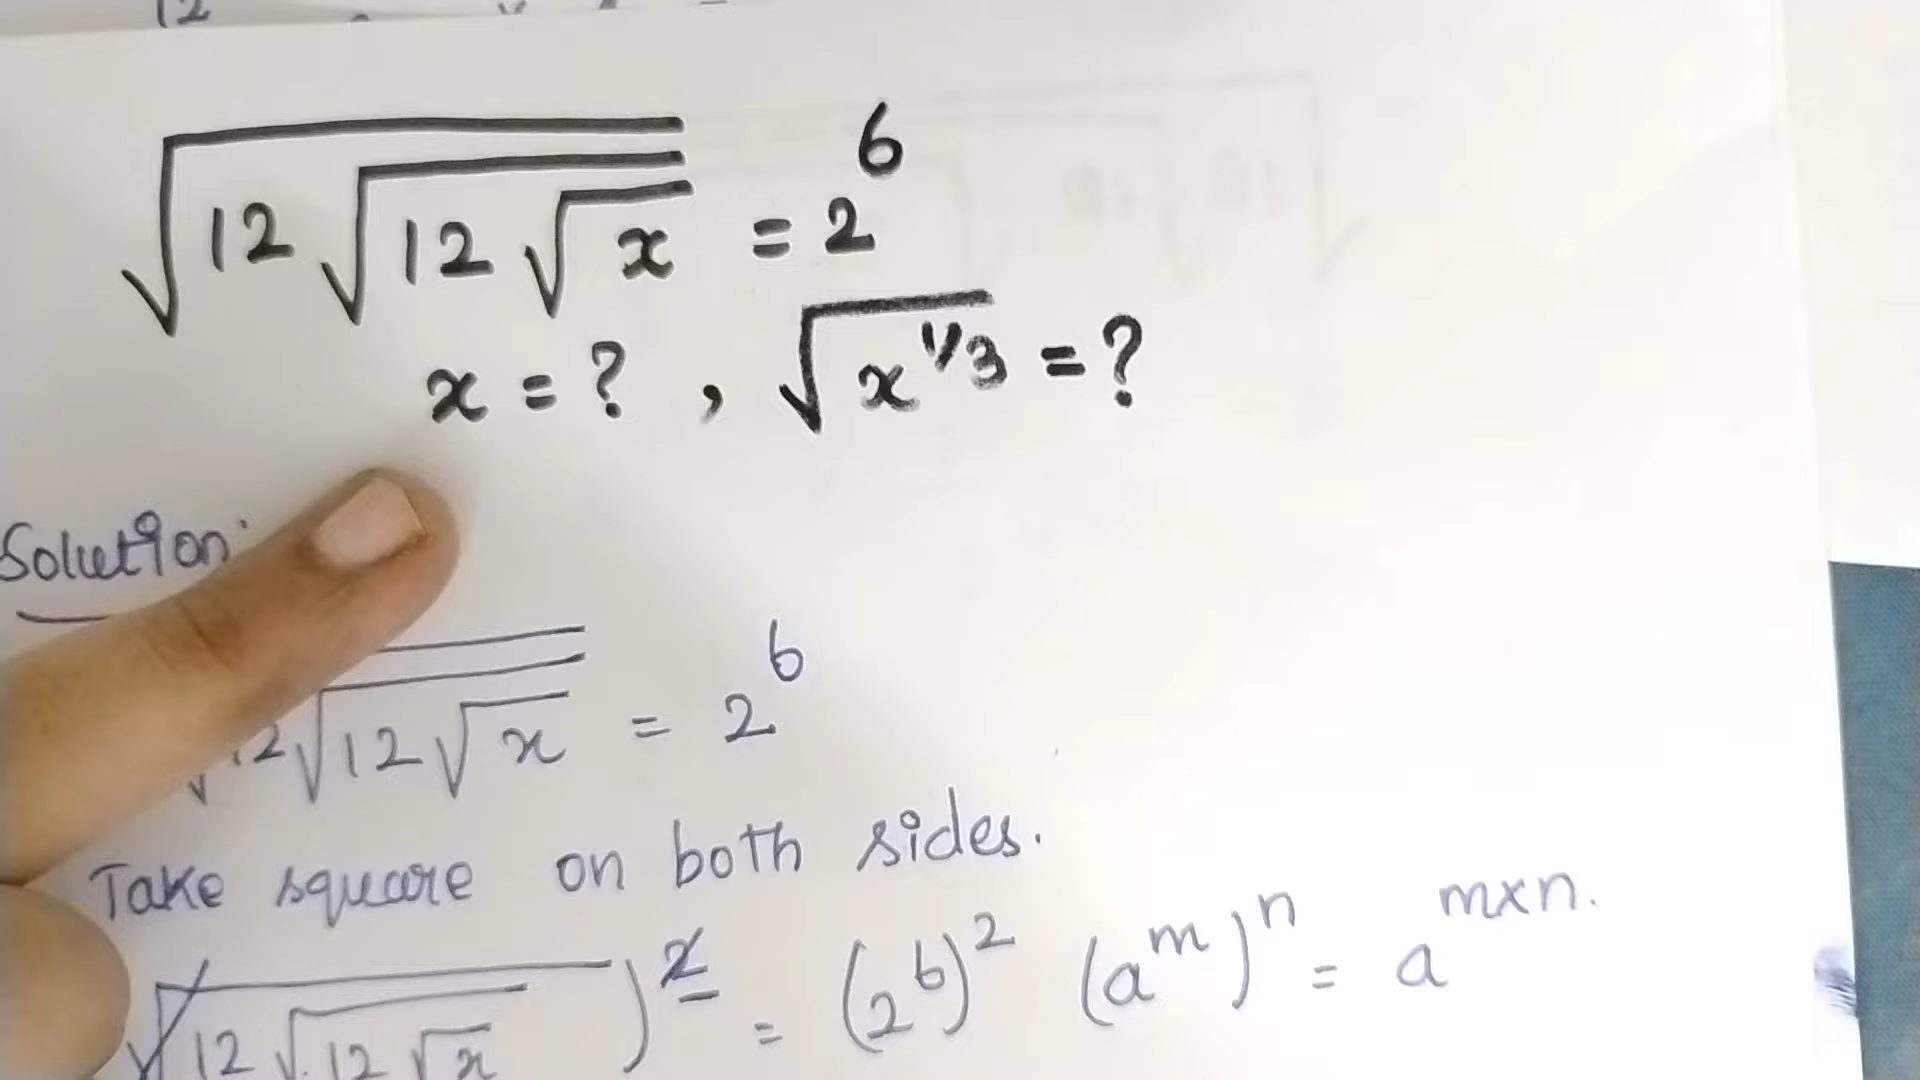 12
√(12√(12√x)) = 2^6
x = ? , √(x^1/3) = ?
Solution:
√(12√(12√x)) = 2^6
Take square on both sides.
(√(12√(12√x)))^2 = (2^6)^2 (a^m)^n = a^m×n.